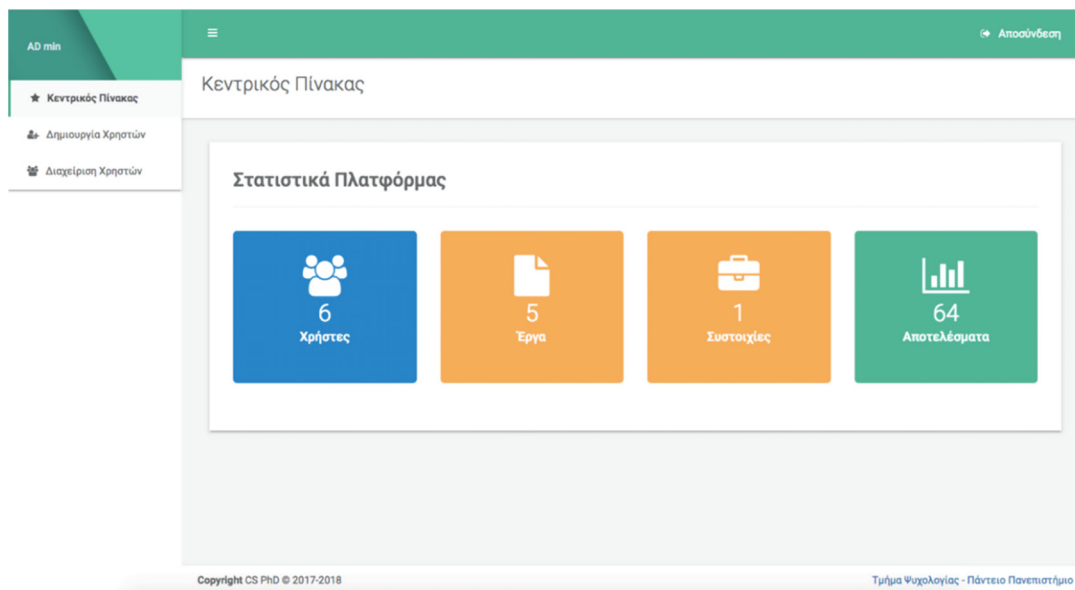 AD min
Αποσύνδεση
Κεντρικός Πίνακας
Κεντρικός Πίνακας
Δημιουργία Χρηστών
Διαχείριση Χρηστών
Στατιστικά Πλατφόρμας
6
Χρήστες
5
Έργα
1
Συστοιχίες
64
Αποτελέσματα
Copyright CS PhD © 2017-2018
Τμήμα Ψυχολογίας - Πάντειο Πανεπιστήμιο